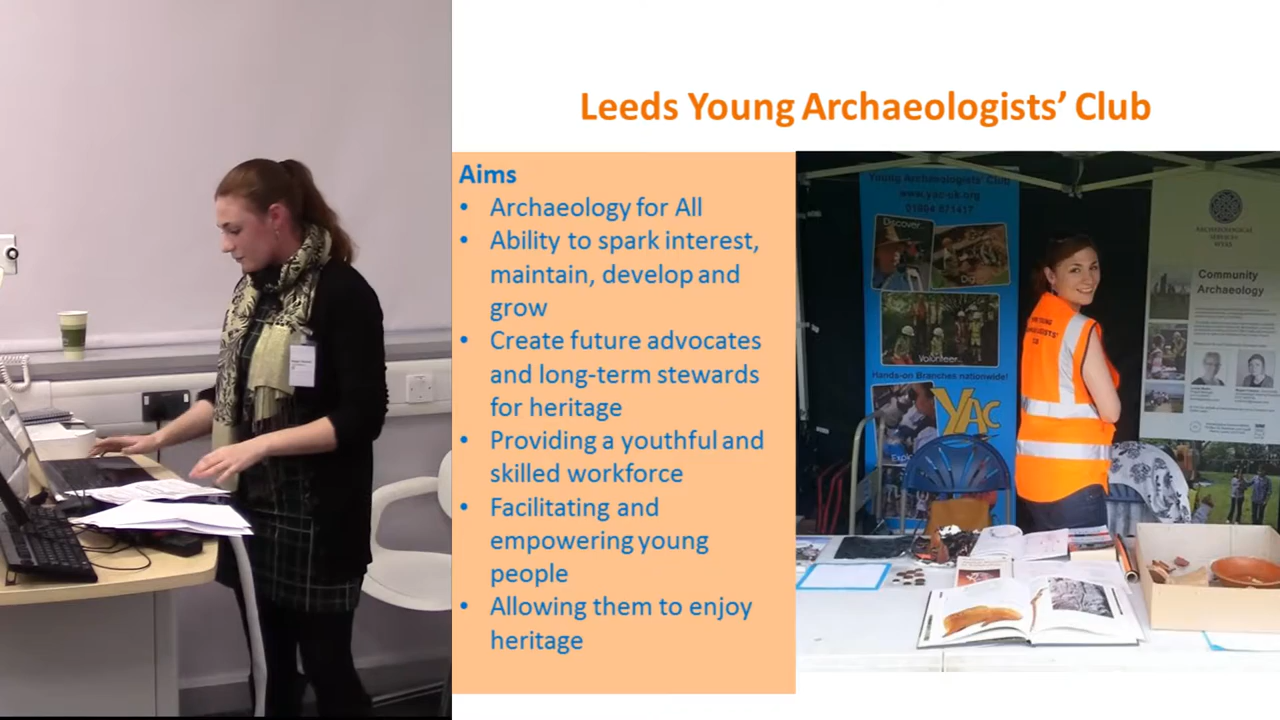 Leeds Young Archaeologists’ Club
Aims
• Archaeology for All
• Ability to spark interest,
maintain, develop and
grow
• Create future advocates
and long-term stewards
for heritage
• Providing a youthful and
skilled workforce
• Facilitating and
empowering young
people
• Allowing them to enjoy
heritage
Young Archaeologists' Club
www.yac-uk.org
Discover...
Volunteer...
Hands-on Branches nationwide!
YAC
ARCHAEOLOGICAL
SERVICES
Community
Archaeology